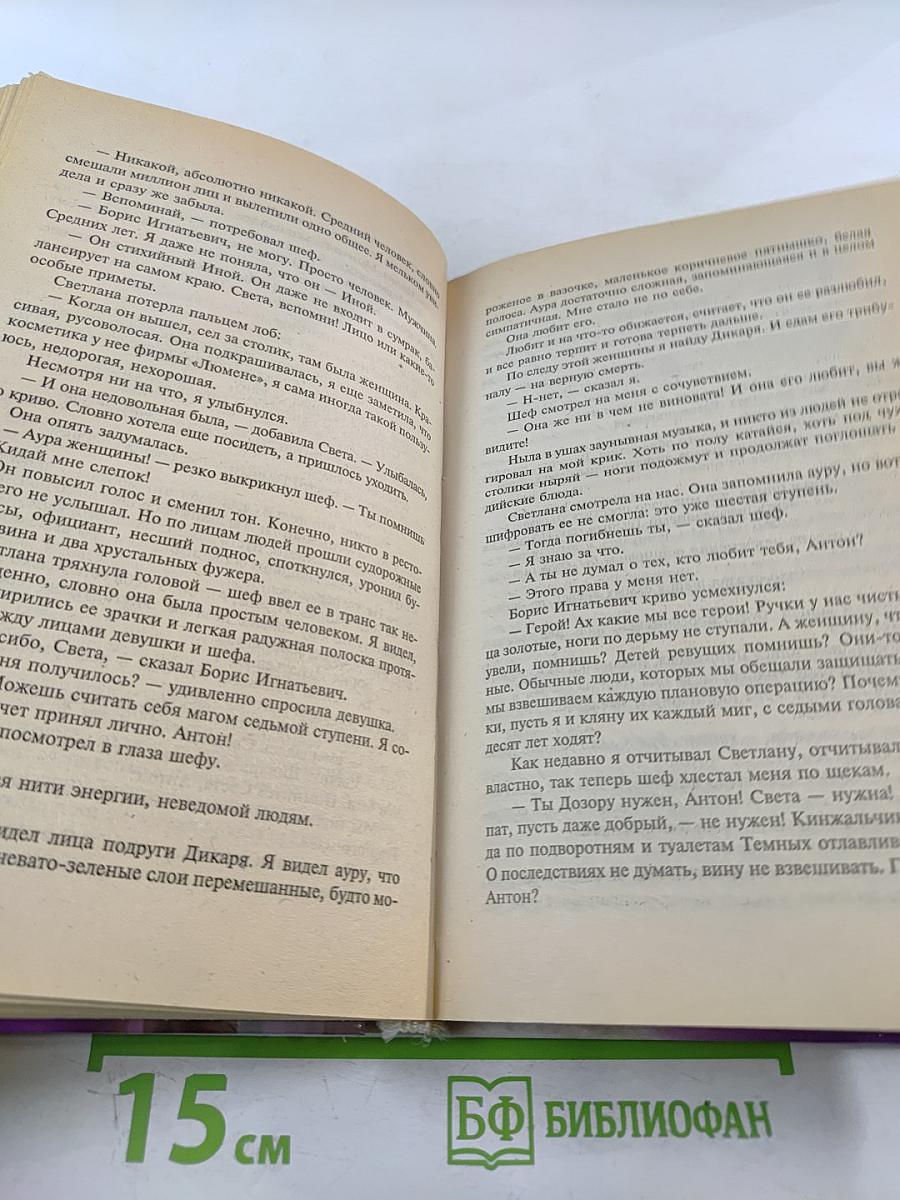 — Никакой, абсолютно никакой. Средний человек, словно
смешали миллион лиц и вылепили одно общее. Я мельком уви-
дела и сразу же забыла.
— Вспоминай, — потребовал шеф.
— Борис Игнатьевич, не могу. Просто человек. Мужчина.
Средних лет. Я даже не поняла, что он — Иной.
— Он стихийный Иной. Он даже не входит в сумрак, ба-
лансирует на самом краю. Света, вспомни! Лицо или какие-то
особые приметы.
Светлана потерла пальцем лоб:
— Когда он вышел, сел за столик, там была женщина. Кра-
сивая, русоволосая. Она подкрашивалась, я еще заметила, что
косметика у нее фирмы «Люмене», я сама иногда такой пользу-
юсь, недорогая, нехорошая.
Несмотря ни на что, я улыбнулся.
— И она недовольная была, — добавила Света. — Улыбалась,
о криво. Словно хотела еще посидеть, а пришлось уходить.
Она опять задумалась.
— Аура женщины! — резко выкрикнул шеф. — Ты помнишь
Кидай мне слепок!
Он повысил голос и сменил тон. Конечно, никто в ресто-
его не услышал. Но по лицам людей прошли судорожные
сы, официант, несший поднос, споткнулся, уронил бу-
вина и два хрустальных фужера.
тлана тряхнула головой — шеф ввел ее в транс так не-
денно, словно она была простым человеком. Я видел,
ирились ее зрачки и легкая радужная полоска протя-
жду лицами девушки и шефа.
сибо, Света, — сказал Борис Игнатьевич.
ня получилось? — удивленно спросила девушка.
Можешь считать себя магом седьмой ступени. Я со-
чет принял лично. Антон!
посмотрел в глаза шефу.
я нити энергии, неведомой людям.
идел лица подруги Дикаря. Я видел ауру, что
невато-зеленые слои перемешанные, будто мо-
роженое в вазочке, маленькое коричневое пятнышко, белая
полоса. Аура достаточно сложная, запоминающаяся и в целом
симпатичная. Мне стало не по себе.
Она любит его.
Любит и на что-то обижается, считает, что он ее разлюбил,
и все равно терпит и готова терпеть дальше.
По следу этой женщины я найду Дикаря. И сдам его трибу-
налу — на верную смерть.
— Н-нет, — сказал я.
Шеф смотрел на меня с сочувствием.
— Она же ни в чем не виновата! И она его любит, вы ж
видите!
Ныла в ушах заунывная музыка, и никто из людей не отре
гировал на мой крик. Хоть по полу катайся, хоть под чуж
столики ныряй — ноги подожмут и продолжат поглощать
дийские блюда.
Светлана смотрела на нас. Она запомнила ауру, но вот
шифровать ее не смогла: это уже шестая ступень.
— Тогда погибнешь ты, — сказал шеф.
— Я знаю за что.
— А ты не думал о тех, кто любит тебя, Антон?
— Этого права у меня нет.
Борис Игнатьевич криво усмехнулся:
— Герой! Ах какие мы все герои! Ручки у нас чисты
ца золотые, ноги по дерьму не ступали. А женщину, чт
увели, помнишь? Детей ревущих помнишь? Они-то
ные. Обычные люди, которых мы обещали защищать
мы взвешиваем каждую плановую операцию? Почем
ки, пусть я и кляну их каждый миг, с седыми голова
десят лет ходят?
Как недавно я отчитывал Светлану, отчитывал
властно, так теперь шеф хлестал меня по щекам.
— Ты Дозору нужен, Антон! Света — нужна!
пат, пусть даже добрый, — не нужен! Кинжальчик
да по подворотням и туалетам Темных отлавлив
О последствиях не думать, вину не взвешивать. Г
Антон?
15 см
БФ БИБЛИОФАН